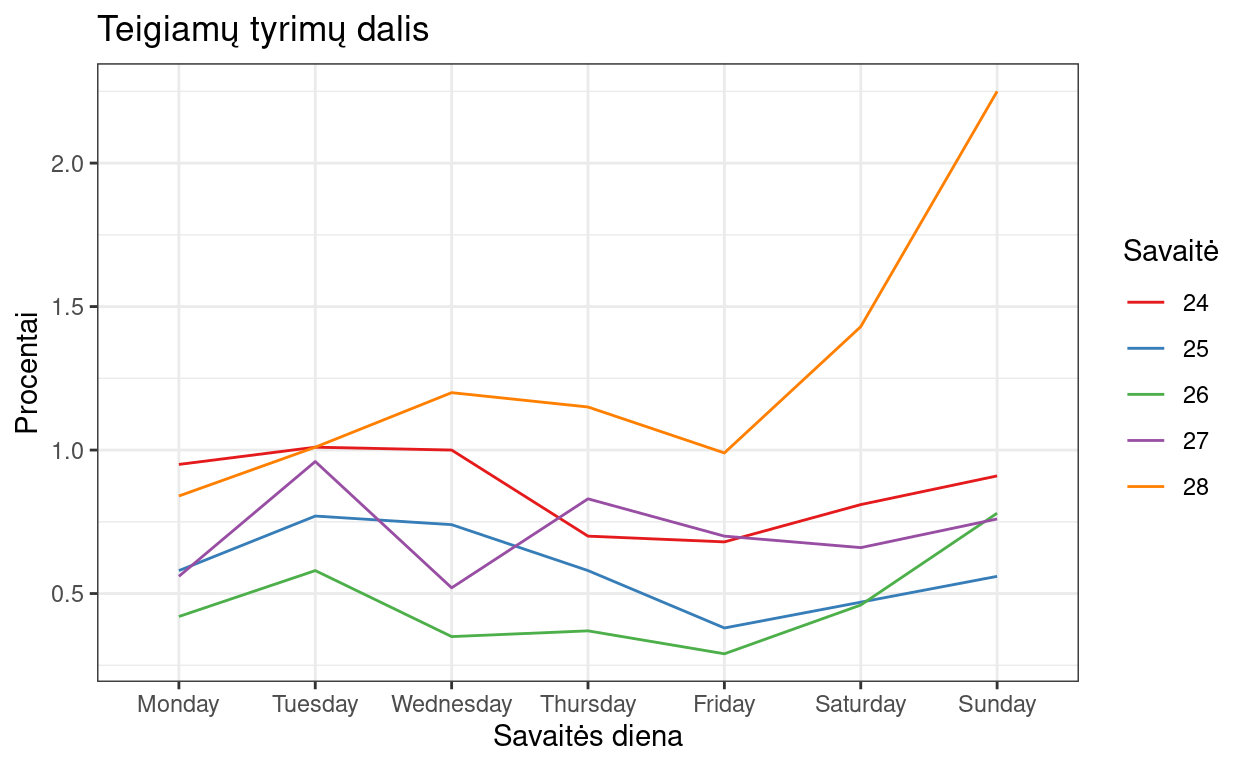 Teigiamų tyrimų dalis
Procentai
2.0
1.5
1.0
0.5
Monday Tuesday Wednesday Thursday Friday Saturday Sunday
Savaitės diena
Savaitė
24
25
26
27
28